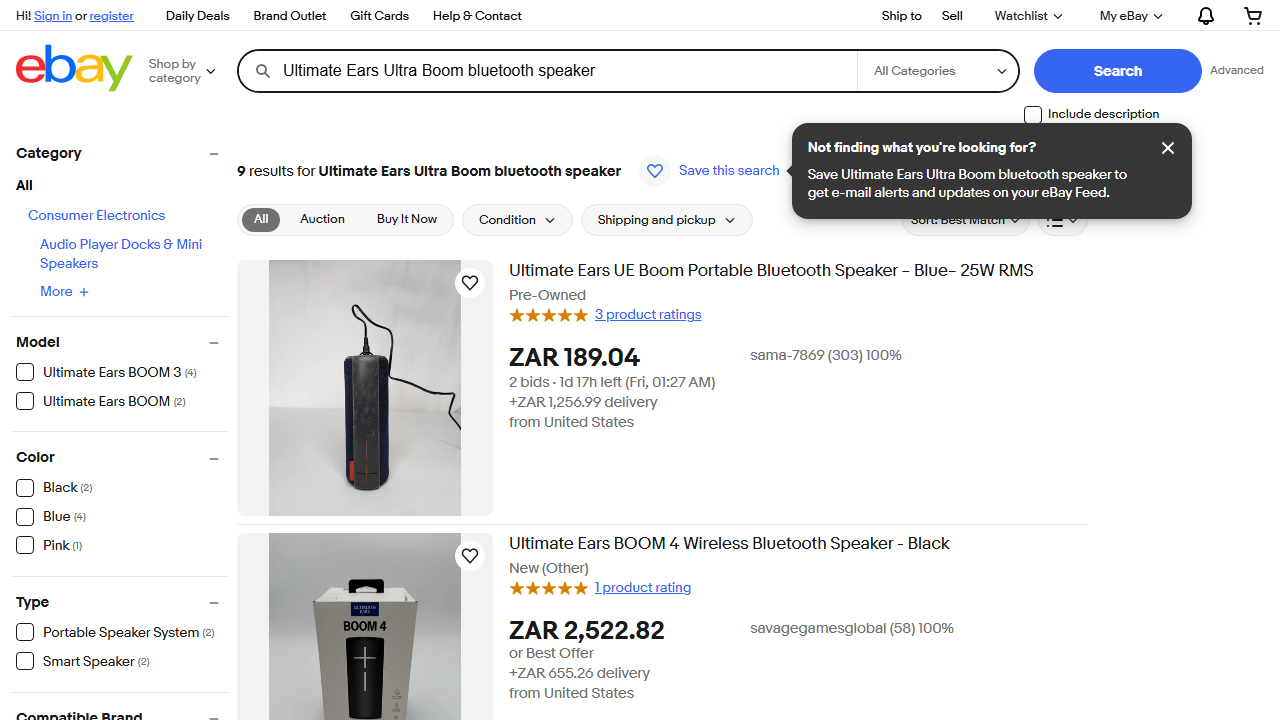 Hi! Sign in or register
Daily Deals
Brand Outlet
Gift Cards
Help & Contact
Ship to
Sell
Watchlist
My eBay
ebay
Shop by category
Ultimate Ears Ultra Boom bluetooth speaker
All Categories
Search
Advanced
Include description
Not finding what you're looking for?
Save Ultimate Ears Ultra Boom bluetooth speaker to
get e-mail alerts and updates on your eBay Feed.
Category
All
Consumer Electronics
Audio Player Docks & Mini
Speakers
More
Model
Ultimate Ears BOOM 3 (4)
Ultimate Ears BOOM (2)
Color
Black (2)
Blue (4)
Pink (1)
Type
Portable Speaker System (2)
Smart Speaker (2)
Compatible Brand
9 results for Ultimate Ears Ultra Boom bluetooth speaker
Save this search
All
Auction
Buy It Now
Condition
Shipping and pickup
Sort: Best Match
Ultimate Ears UE Boom Portable Bluetooth Speaker – Blue– 25W RMS
Pre-Owned
3 product ratings
ZAR 189.04
sama-7869 (303) 100%
2 bids · 1d 17h left (Fri, 01:27 AM)
+ZAR 1,256.99 delivery
from United States
ULTIMATE
EARS
BOOM 4
Ultimate Ears BOOM 4 Wireless Bluetooth Speaker - Black
New (Other)
1 product rating
ZAR 2,522.82
savagegamesglobal (58) 100%
or Best Offer
+ZAR 655.26 delivery
from United States